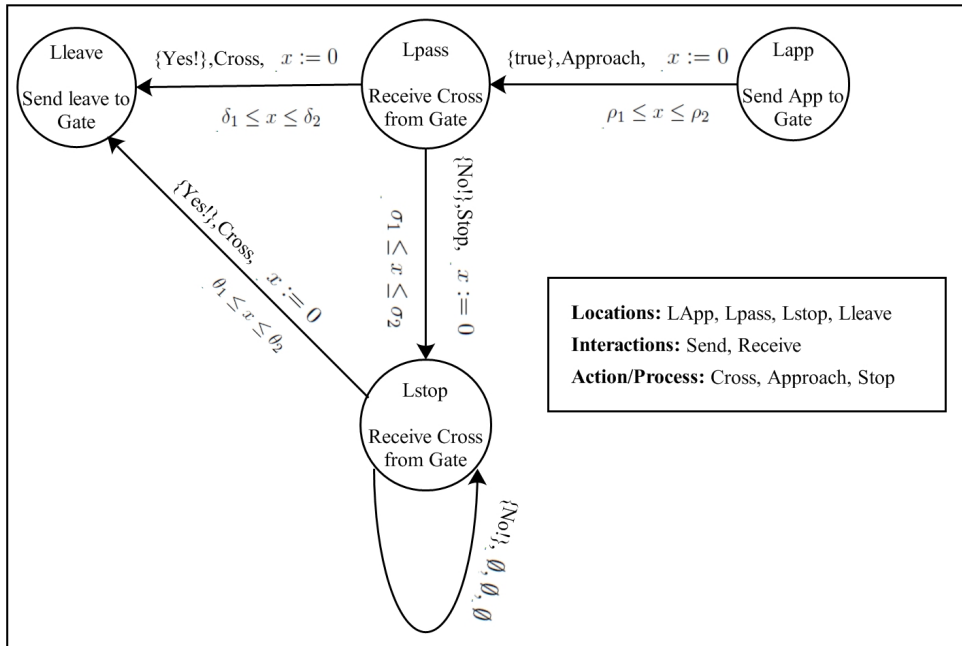 Lleave
Send leave to
Gate
{Yes!},Cross, x := 0
δ₁ ≤ x ≤ δ₂
Lpass
Receive Cross
from Gate
{true},Approach, x := 0
ρ₁ ≤ x ≤ ρ₂
Lapp
Send App to
Gate
{Yes!},Cross, x := 0
θ₁ ≤ x ≤ θ₂
{No!},Stop, x := 0
σ₁ ≤ x ≤ σ₂
Lstop
Receive Cross
from Gate
{No!}, Ø, Ø, Ø
Locations: LApp, Lpass, Lstop, Lleave
Interactions: Send, Receive
Action/Process: Cross, Approach, Stop